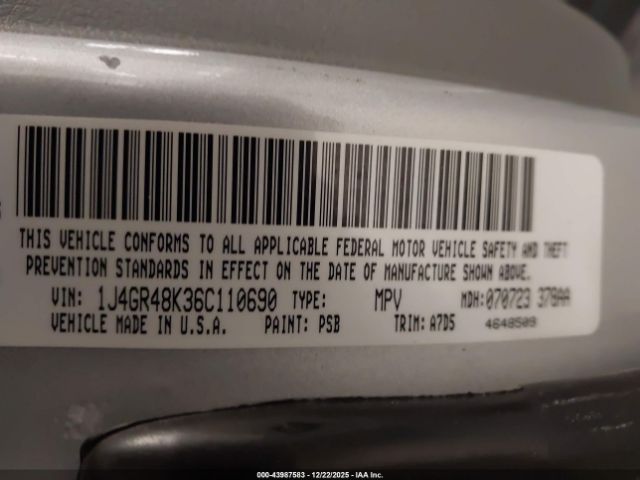 THIS VEHICLE CONFORMS TO ALL APPLICABLE FEDERAL MOTOR VEHICLE SAFETY AND THEFT
PREVENTION STANDARDS IN EFFECT ON THE DATE OF MANUFACTURE SHOWN ABOVE.
VIN: 1J4GR48K36C110690 TYPE: MPV MDH: 070723 378AA
VEHICLE MADE IN U.S.A. PAINT: PSB TRIM: A7D5 4648509
000-43987583 - 12/22/2025 - IAA Inc.